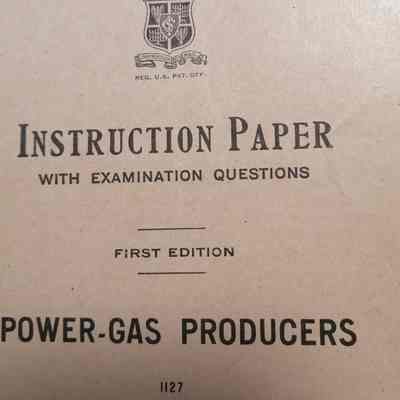 REG. U.S. PAT. OFF.
INSTRUCTION PAPER
WITH EXAMINATION QUESTIONS
FIRST EDITION
POWER-GAS PRODUCERS
1127